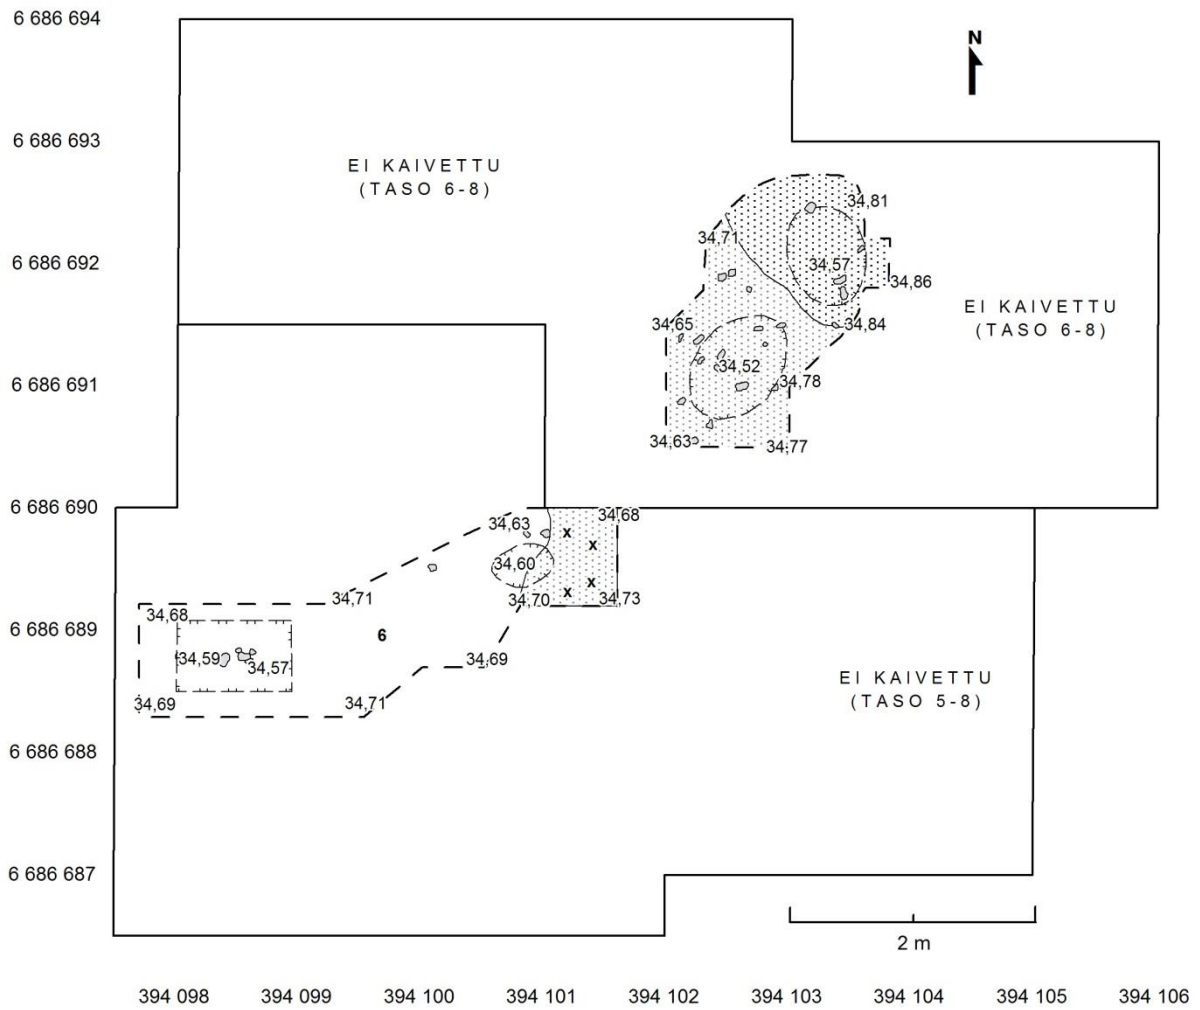 6 686 694
N
6 686 693
EI KAIVETTU
(TASO 6-8)
34,81
34,71
6 686 692
34,57
34,86
EI KAIVETTU
(TASO 6-8)
34,65
34,84
34,52
6 686 691
34,78
34,63
34,77
6 686 690
34,63
34,68
34,60
x
x
x
x
34,71
34,70
34,73
34,68
6 686 689
6
34,59
34,57
34,69
EI KAIVETTU
(TASO 5-8)
34,69
34,71
6 686 688
6 686 687
2 m
394 098
394 099
394 100
394 101
394 102
394 103
394 104
394 105
394 106